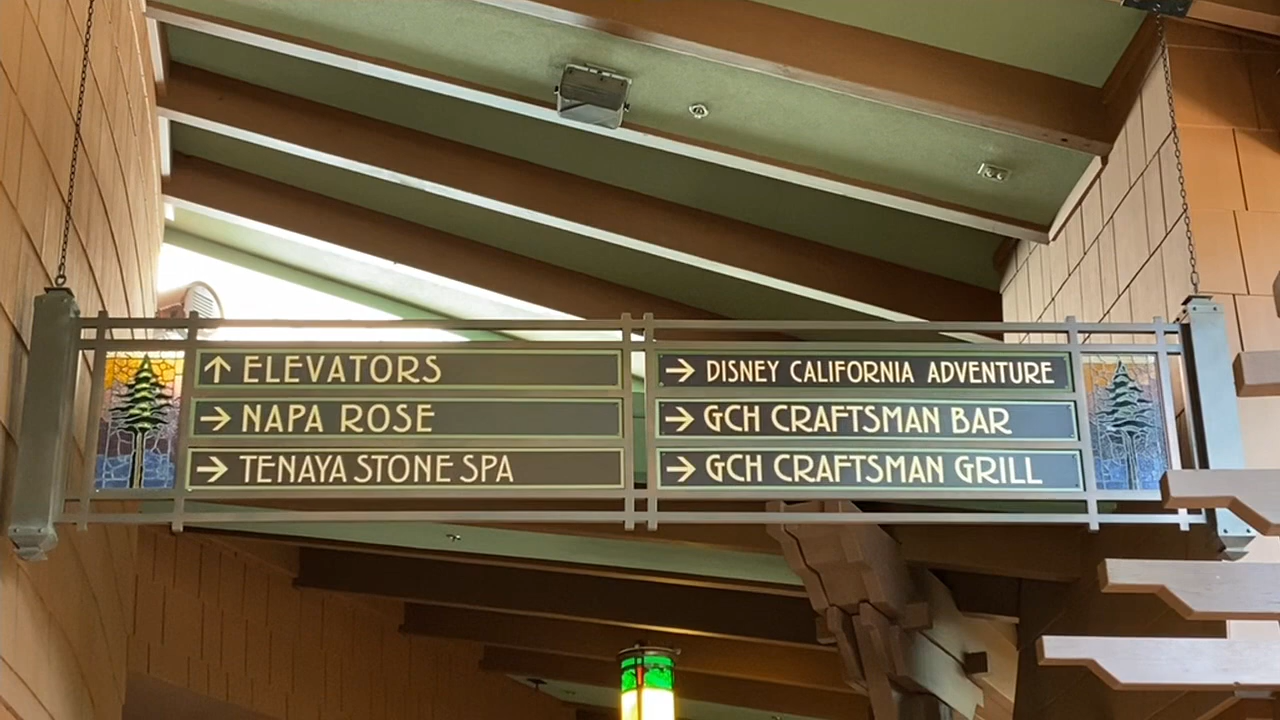 ↑ ELEVATORS
→ NAPA ROSE
→ TENAYA STONE SPA
→ DISNEY CALIFORNIA ADVENTURE
→ GCH CRAFTSMAN BAR
→ GCH CRAFTSMAN GRILL